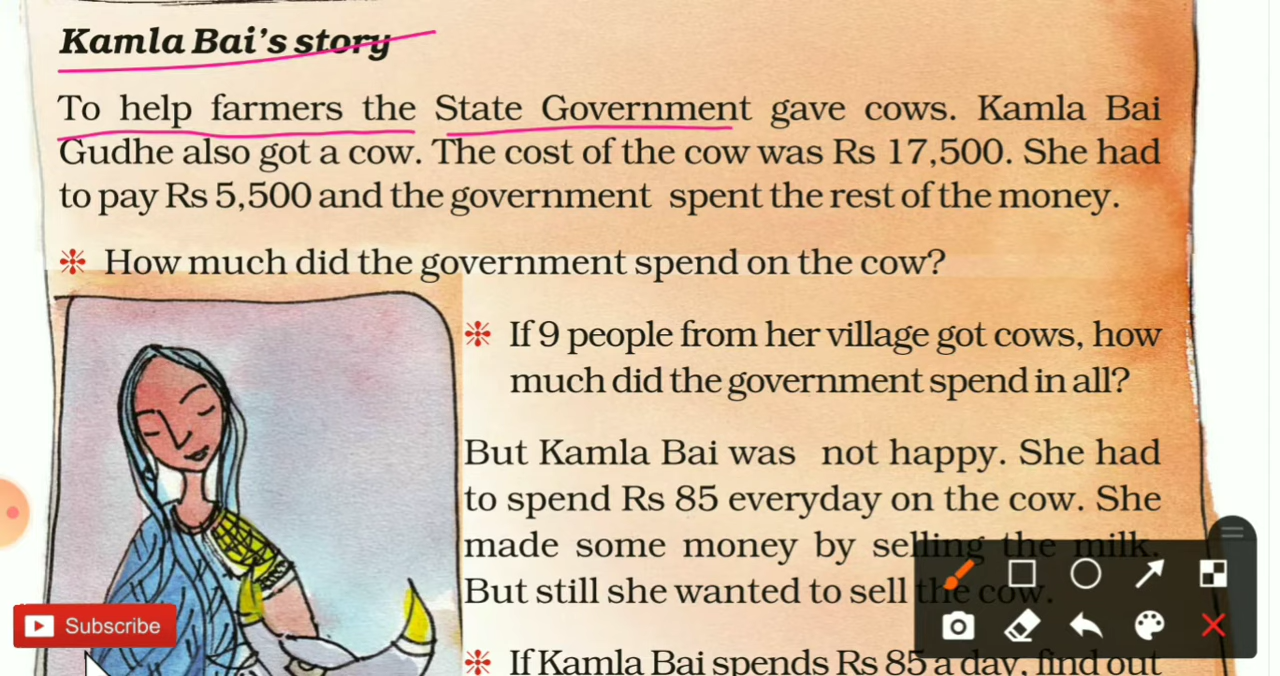 Kamla Bai's story
To help farmers the State Government gave cows. Kamla Bai
Gudhe also got a cow. The cost of the cow was Rs 17,500. She had
to pay Rs 5,500 and the government spent the rest of the money.
❉ How much did the government spend on the cow?
❉ If 9 people from her village got cows, how
much did the government spend in all?
But Kamla Bai was not happy. She had
to spend Rs 85 everyday on the cow. She
made some money by selling the milk.
But still she wanted to sell the cow.
❉ If Kamla Bai spends Rs 85 a day, find out
Subscribe